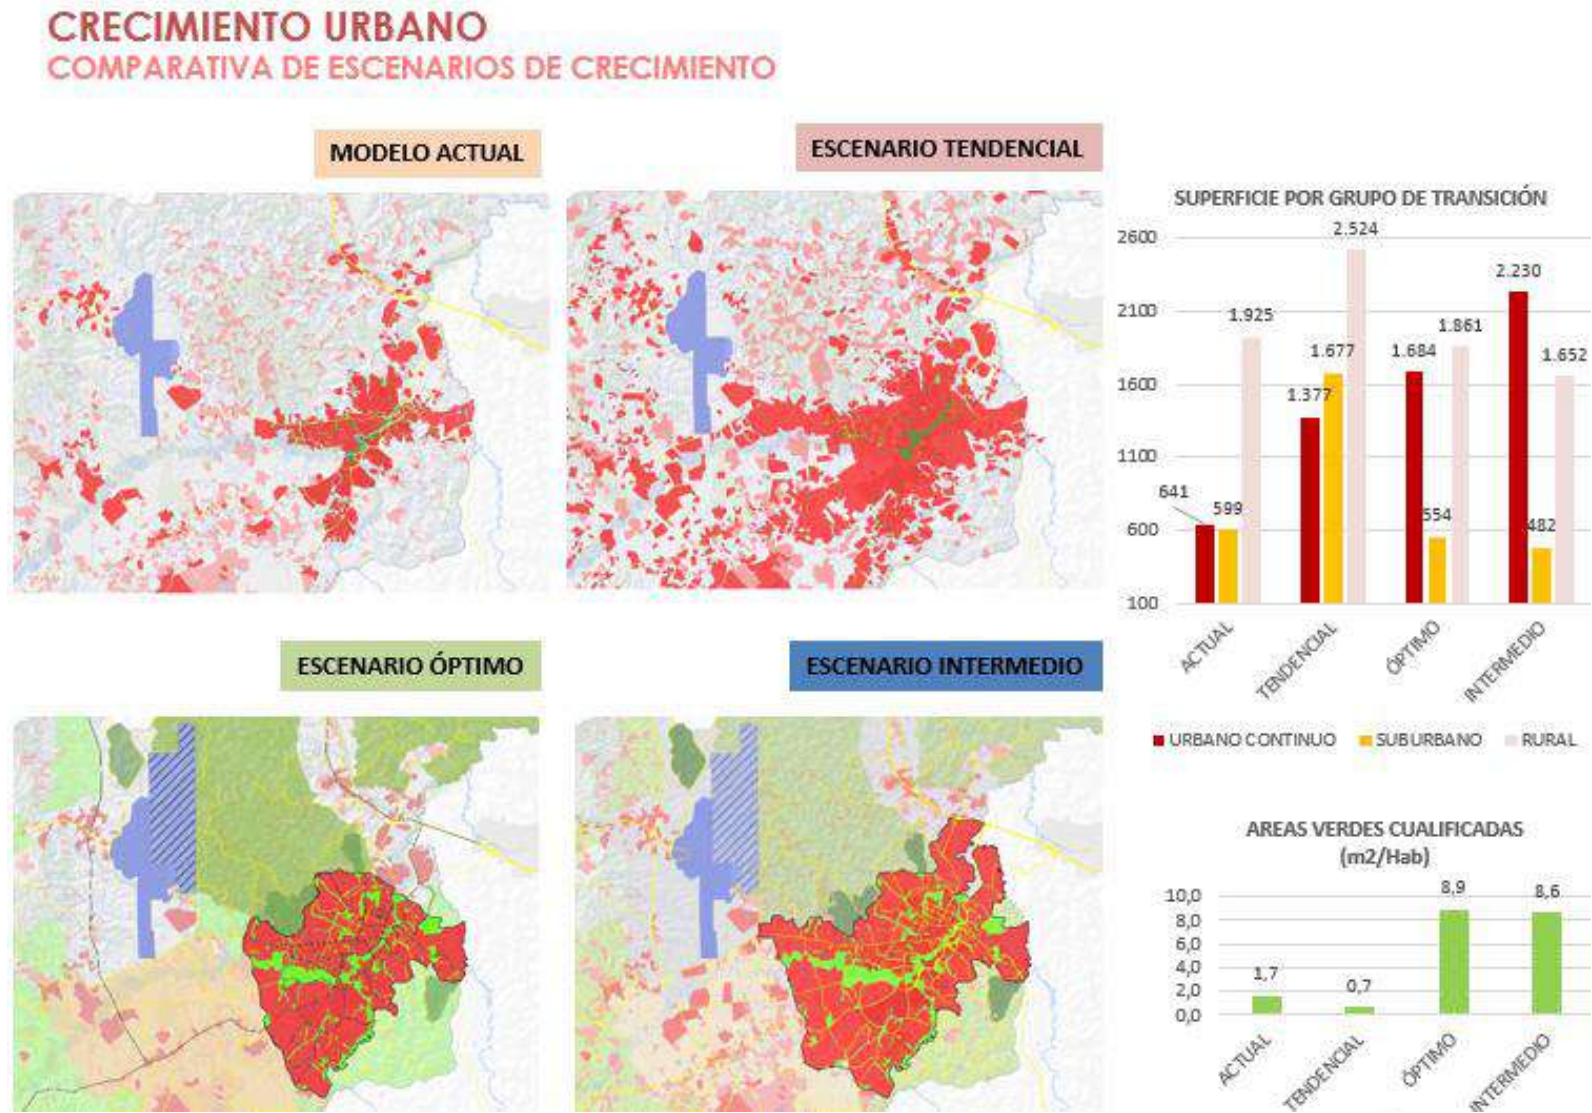 CRECIMIENTO URBANO
COMPARATIVA DE ESCENARIOS DE CRECIMIENTO
MODELO ACTUAL
ESCENARIO TENDENCIAL
ESCENARIO ÓPTIMO
ESCENARIO INTERMEDIO
SUPERFICIE POR GRUPO DE TRANSICIÓN
2600
2100
1600
1100
600
100
641
599
1.925
1.377
1.677
2.524
1.684
554
1.861
2.230
482
1.652
ACTUAL
TENDENCIAL
ÓPTIMO
INTERMEDIO
URBANO CONTINUO SUBURBANO RURAL
AREAS VERDES CUALIFICADAS
(m2/Hab)
10,0
8,0
6,0
4,0
2,0
0,0
1,7
0,7
8,9
8,6
ACTUAL
TENDENCIAL
ÓPTIMO
INTERMEDIO